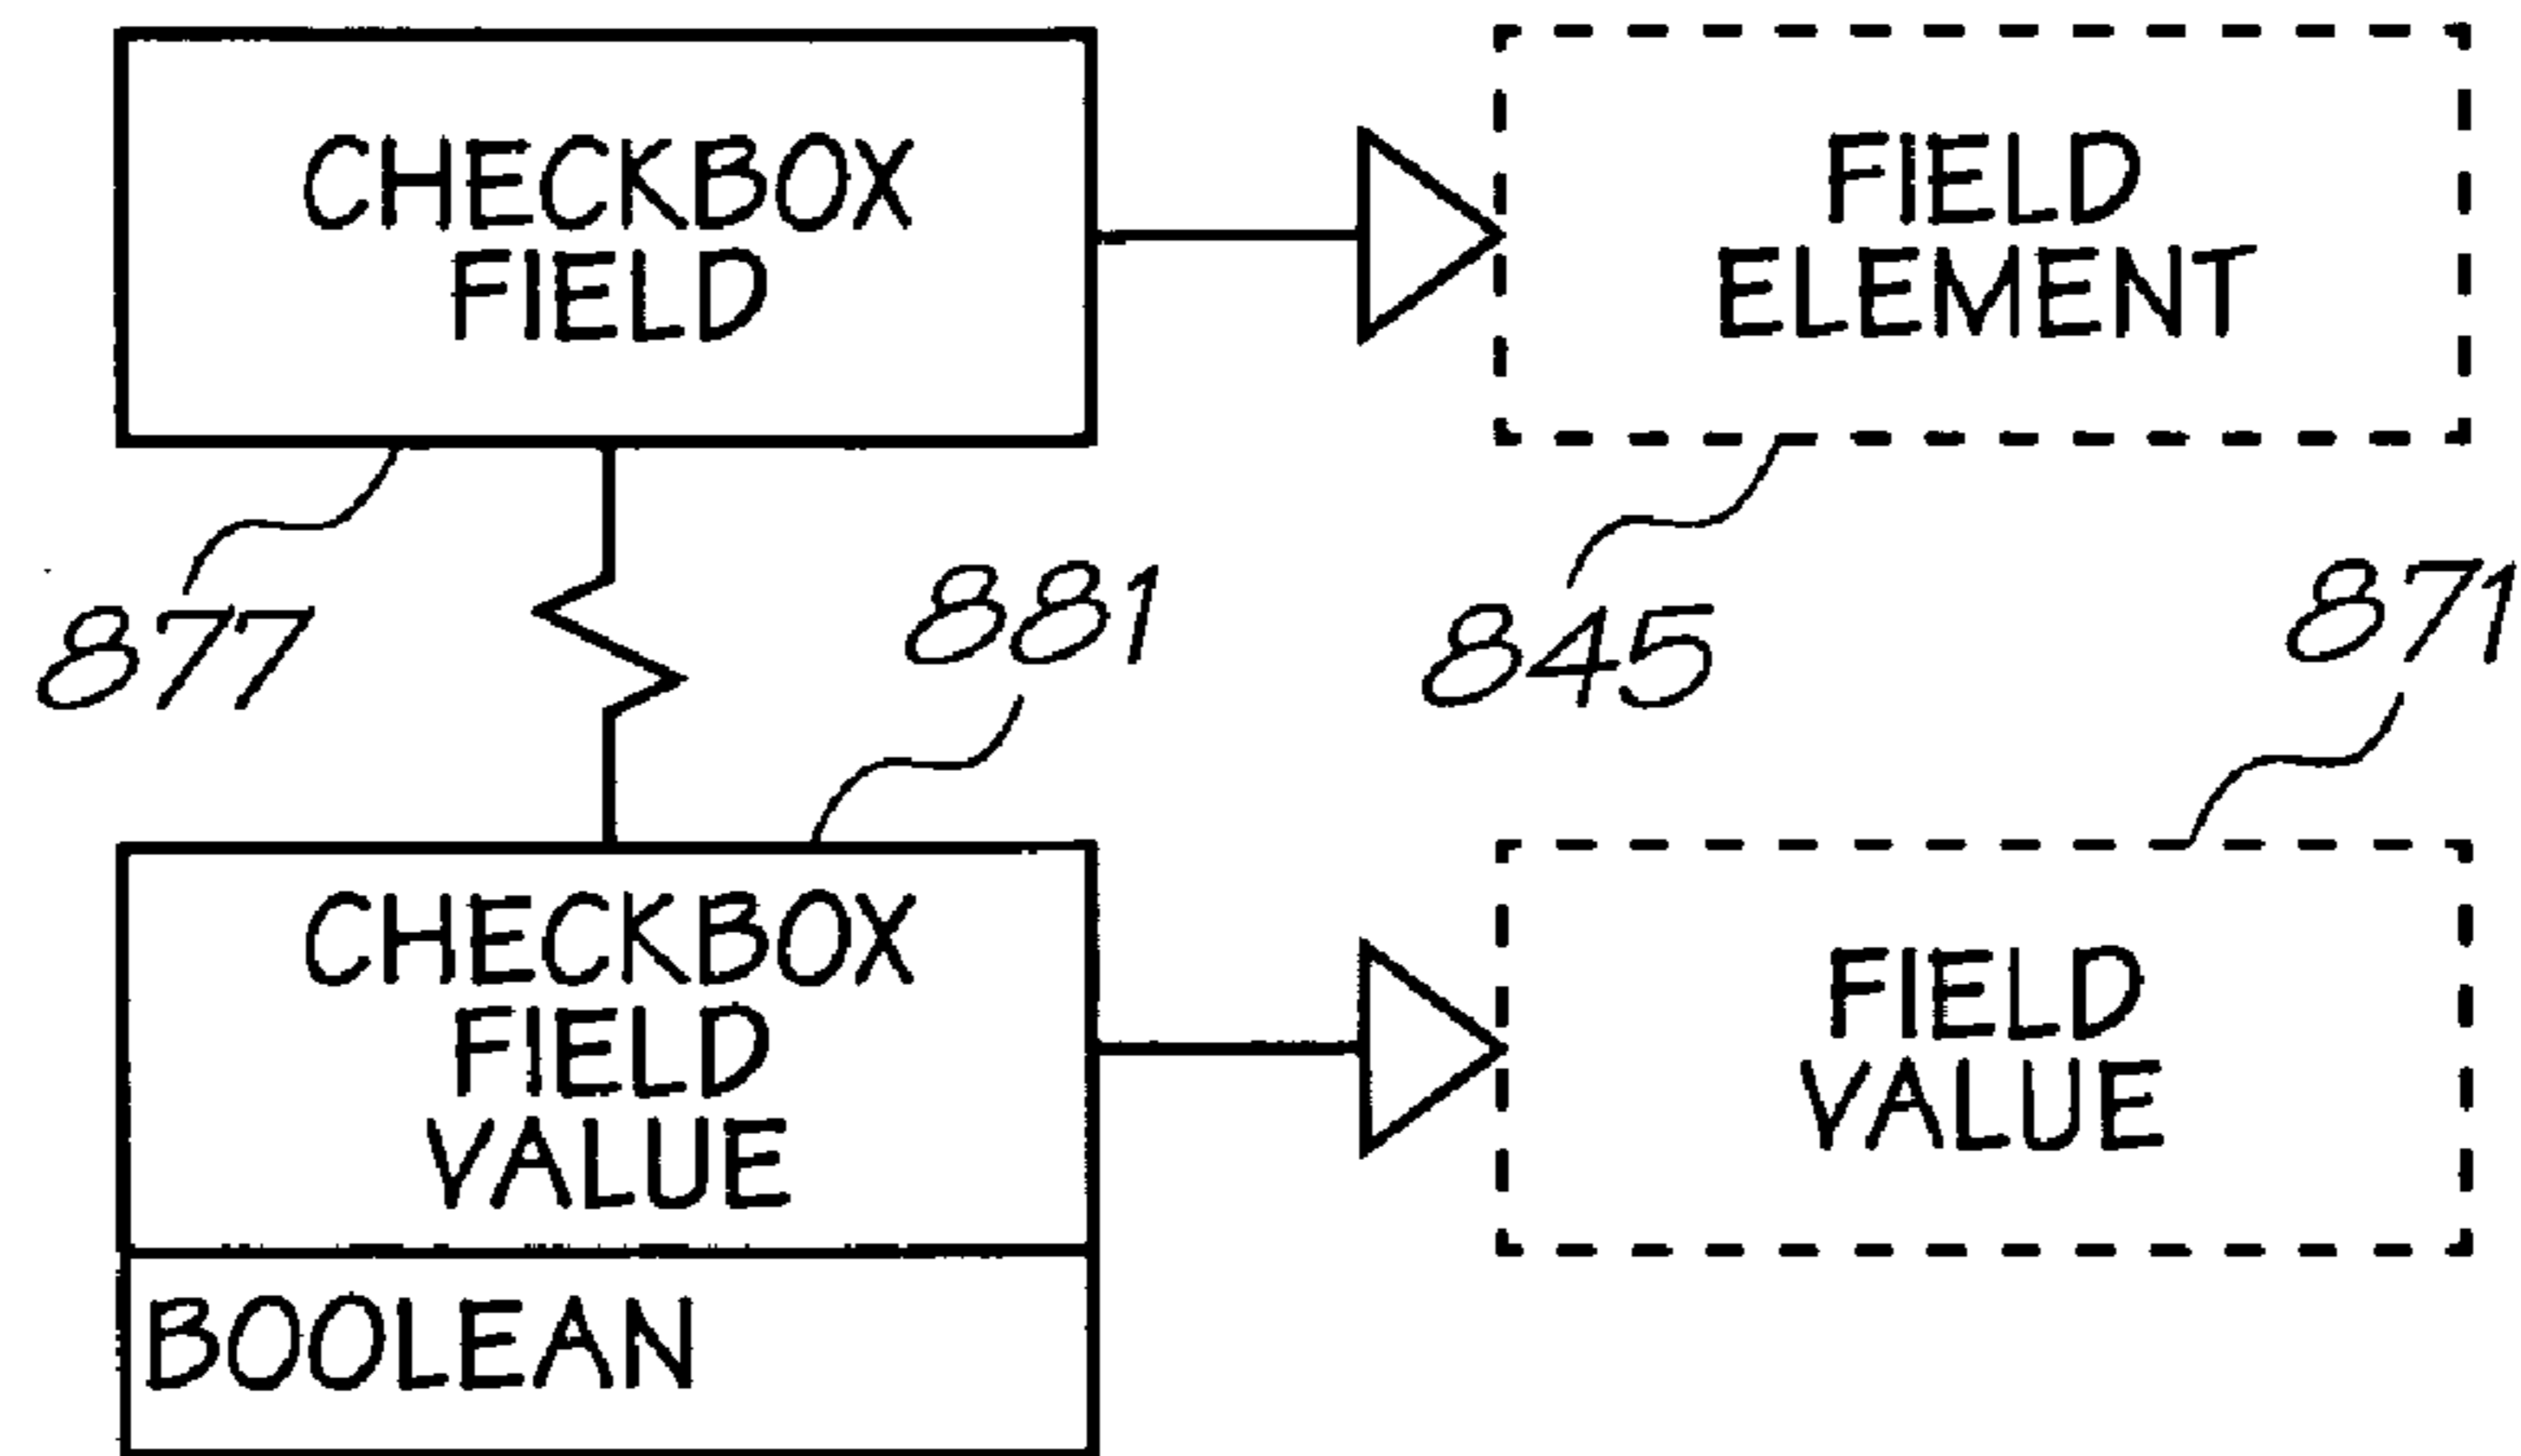 CHECKBOX
FIELD
FIELD
ELEMENT
877
881
845
871
CHECKBOX
FIELD
VALUE
BOOLEAN
FIELD
VALUE